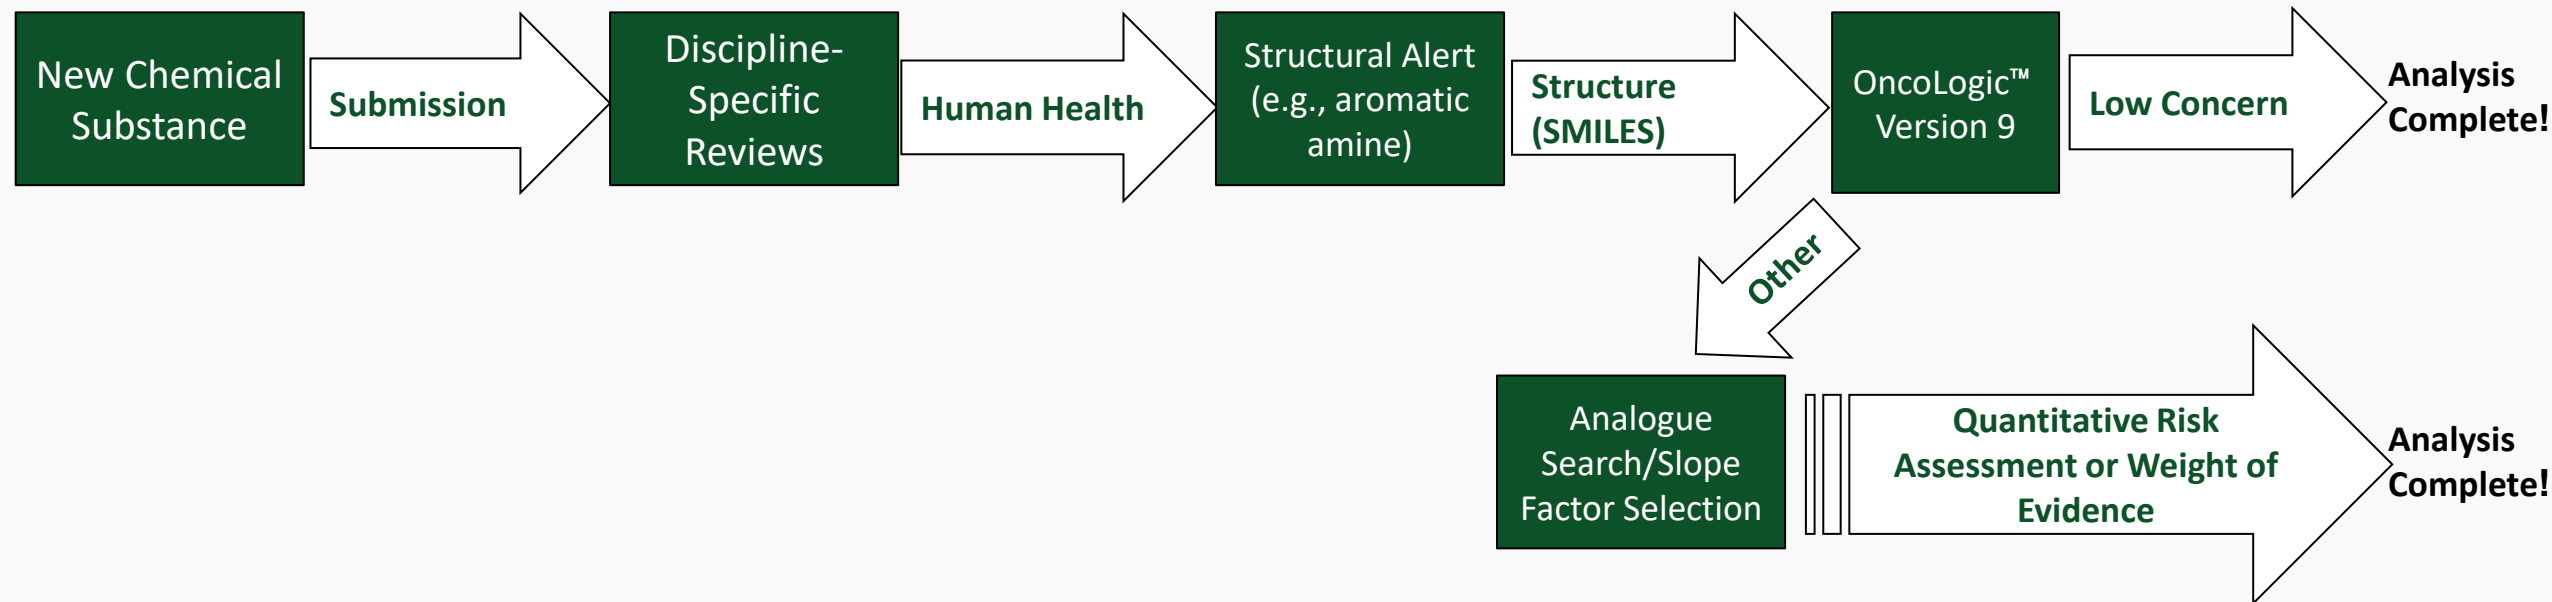 New Chemical
Substance
Submission
Discipline-
Specific
Reviews
Human Health
Structural Alert
(e.g., aromatic
amine)
Structure
(SMILES)
OncoLogic™
Version 9
Low Concern
Analysis
Complete!
Other
Analogue
Search/Slope
Factor Selection
Quantitative Risk
Assessment or Weight of
Evidence
Analysis
Complete!